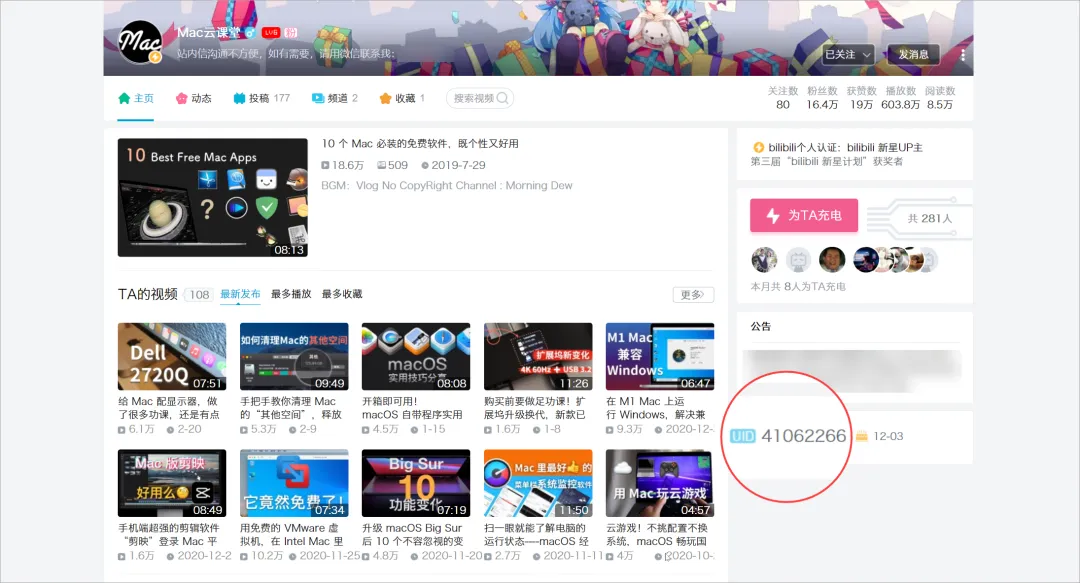 Mac
Mac云课堂 LV6
站内信沟通不方便，如有需要，请用微信联系我:
已关注 发消息
主页 动态 投稿 177 频道 2 收藏 1 搜索视频
关注数 粉丝数 获赞数 播放数 阅读数
80 16.4万 19万 603.8万 8.5万
10 Best Free Mac Apps
08:13
10 个 Mac 必装的免费软件，既个性又好用
18.6万 509 2019-7-29
BGM：Vlog No CopyRight Channel : Morning Dew
bilibili个人认证：bilibili 新星UP主
第三届“bilibili 新星计划”获奖者
为TA充电 共 281人
本月共 8人为TA充电
公告
UID 41062266 12-03
TA的视频 108 最新发布 最多播放 最多收藏 更多
Dell
2720Q
07:51
给 Mac 配显示器，做
了很多功课，还是有点
6.1万 2-20
如何清理Mac的其他空间
其他
09:49
手把手教你清理 Mac
的“其他空间”，释放
5.3万 2-9
macOS
实用技巧分享
08:08
开箱即可用！
macOS 自带程序实用
4.5万 1-15
扩展坞新变化
4K 60Hz + USB 3.2
11:26
购买前要做足功课！扩
展坞升级换代，新款已
1.6万 1-8
M1 Mac
兼容
Windows
06:47
在 M1 Mac 上运
行 Windows，解决兼
9.3万 2020-12-
Mac 版剪映
好用么
08:49
手机端超强的剪辑软件
“剪映”登录 Mac 平
1.6万 2020-12-2
它竟然免费了！
07:34
用免费的 VMware 虚
拟机，在 Intel Mac 里
10.2万 2020-11-25
Big Sur
10
功能变化
07:19
升级 macOS Big Sur
后 10 个不容忽视的变
4.8万 2020-11-20
Mac 里最好的
菜单栏系统监控软件
11:50
扫一眼就能了解电脑的
运行状态----macOS 经
2.7万 2020-11-11
用 Mac 玩云游戏
04:57
云游戏！不挑配置不换
系统，macOS 畅玩国
4万 2020-10-